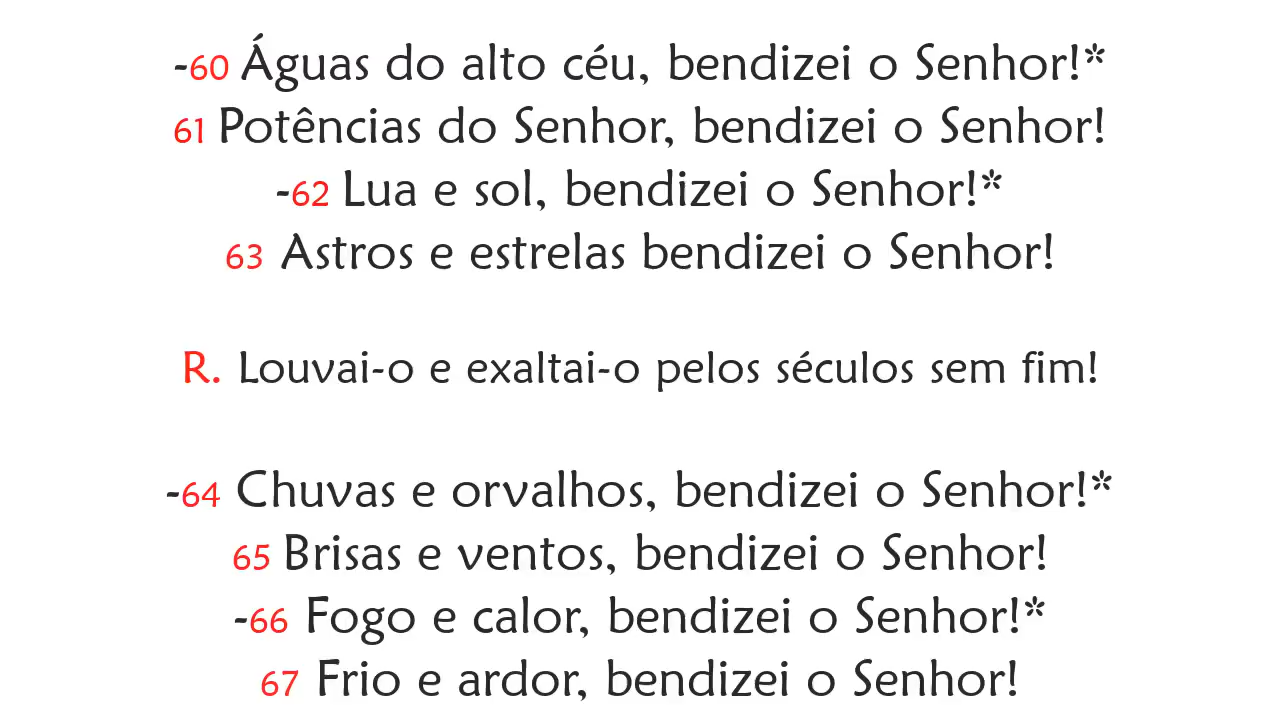 -60 Águas do alto céu, bendizei o Senhor!*
61 Potências do Senhor, bendizei o Senhor!
-62 Lua e sol, bendizei o Senhor!*
63 Astros e estrelas bendizei o Senhor!
R. Louvai-o e exaltai-o pelos séculos sem fim!
-64 Chuvas e orvalhos, bendizei o Senhor!*
65 Brisas e ventos, bendizei o Senhor!
-66 Fogo e calor, bendizei o Senhor!*
67 Frio e ardor, bendizei o Senhor!